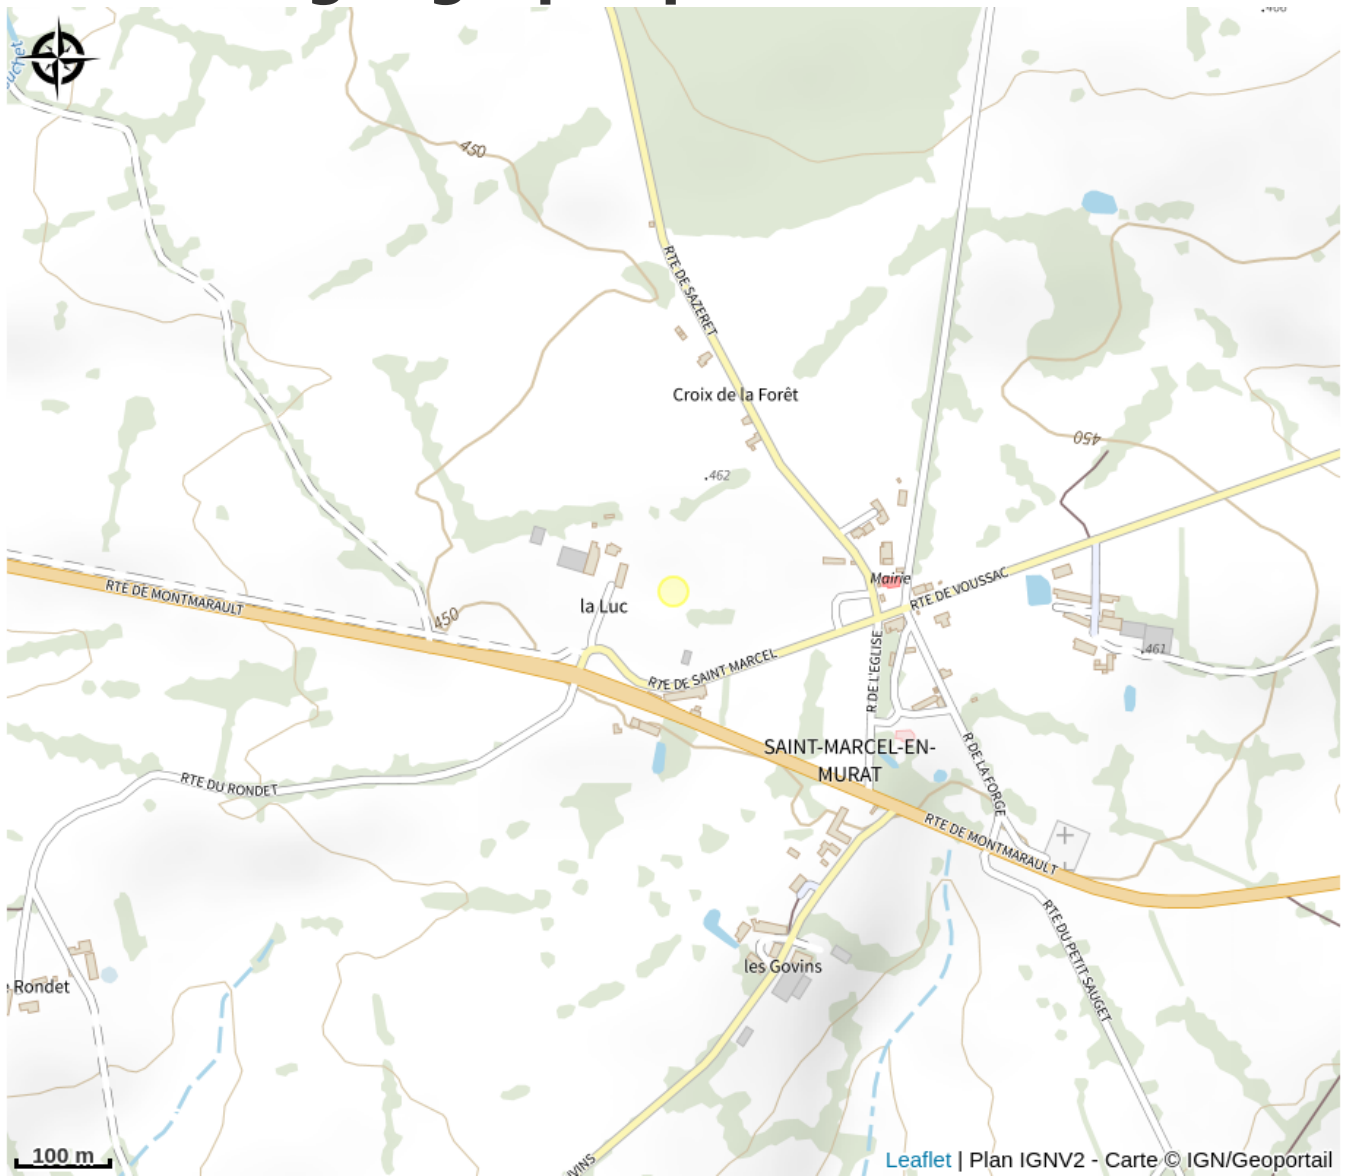 466
450
RTE DE SAZERET
Croix de la Forêt
450
.462
Mairie
RTE DE VOUSSAC
RTE DE MONTMARAULT
la Luc
450
.461
RTE DE SAINT MARCEL
R DE L'EGLISE
SAINT-MARCEL-EN-
MURAT
R DE LA FORGE
RTE DU RONDET
RTE DE MONTMARAULT
RTE DU PETIT SAUGET
les Govins
Rondet
100 m
Leaflet | Plan IGNV2 - Carte © IGN/Geoportail